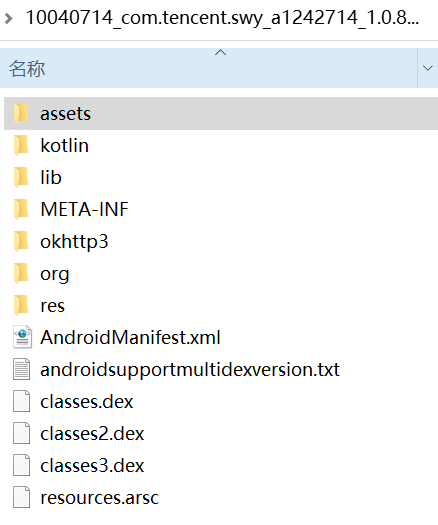 10040714_com.tencent.swy_a1242714_1.0.8...
名称
assets
kotlin
lib
META-INF
okhttp3
org
res
AndroidManifest.xml
androidsupportmultidexversion.txt
classes.dex
classes2.dex
classes3.dex
resources.arsc